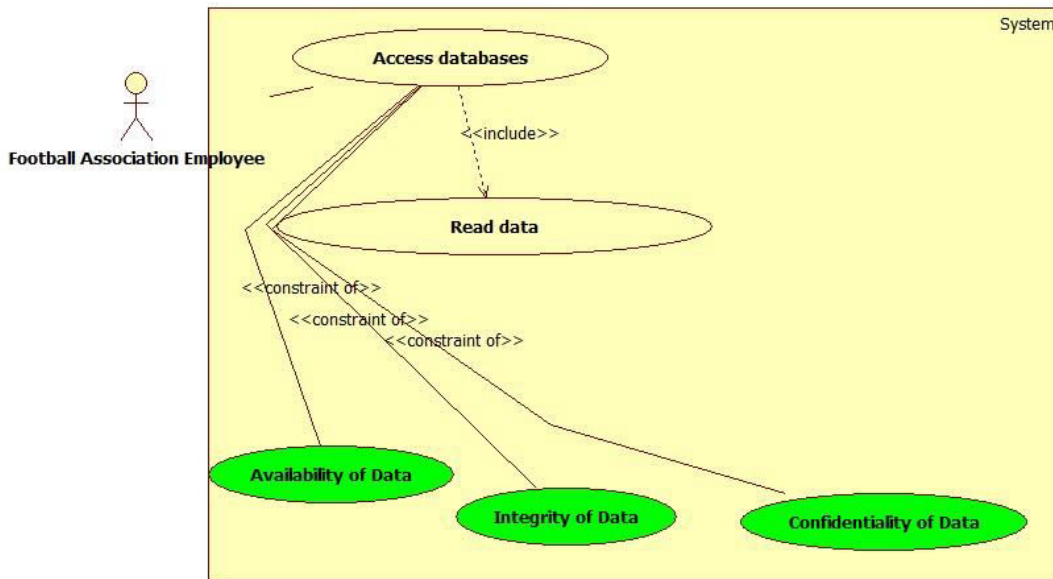 System
Access databases
Football Association Employee
<<include>>
Read data
<<constraint of>>
<<constraint of>>
<<constraint of>>
Availability of Data
Integrity of Data
Confidentiality of Data